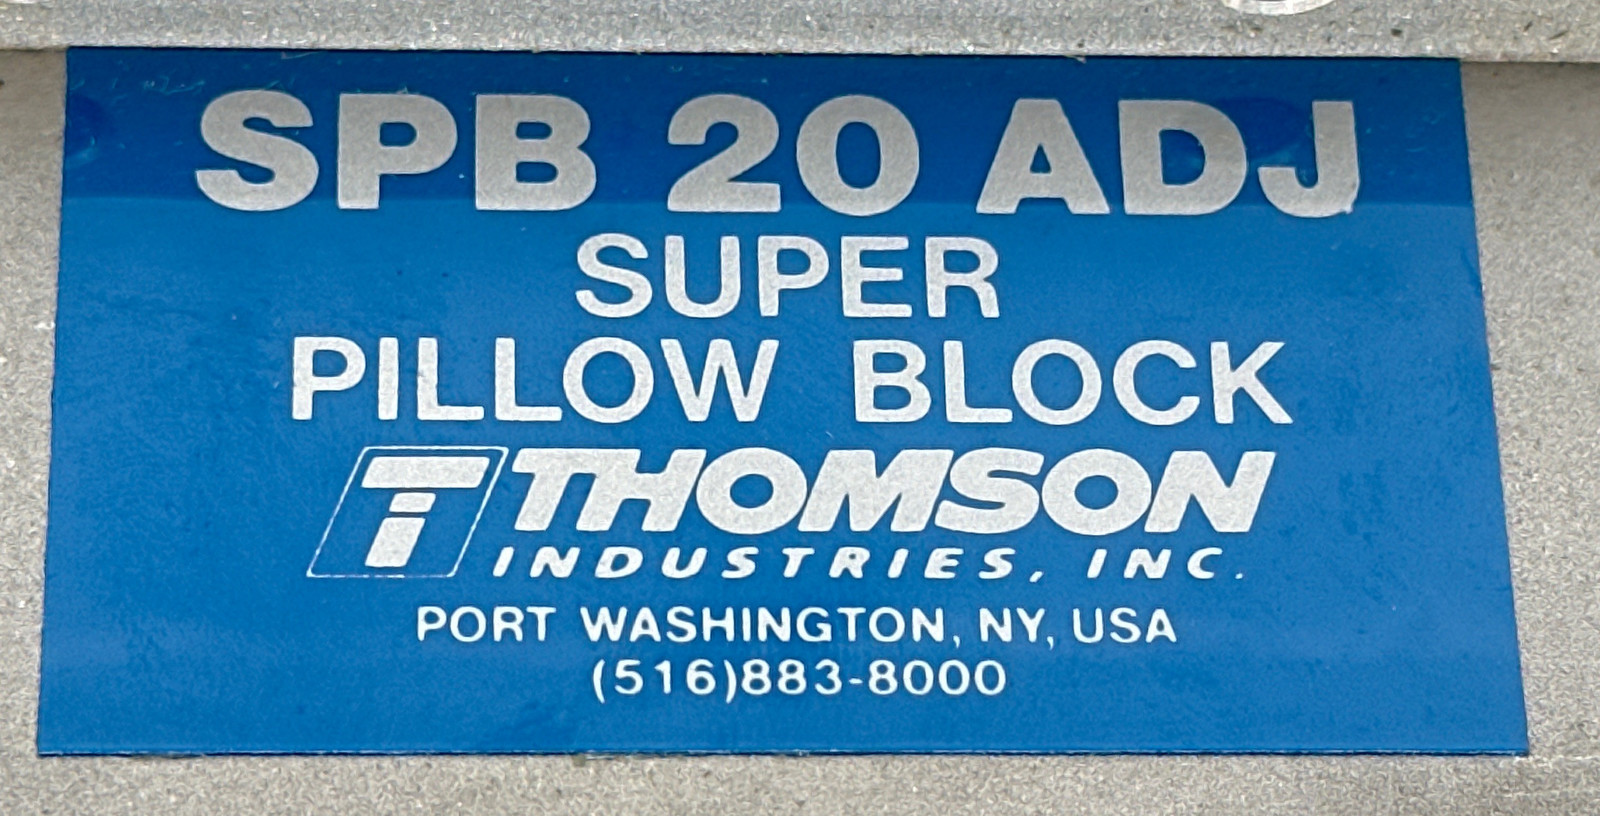 SPB 20 ADJ
SUPER
PILLOW BLOCK
T THOMSON
INDUSTRIES, INC.
PORT WASHINGTON, NY, USA
(516)883-8000